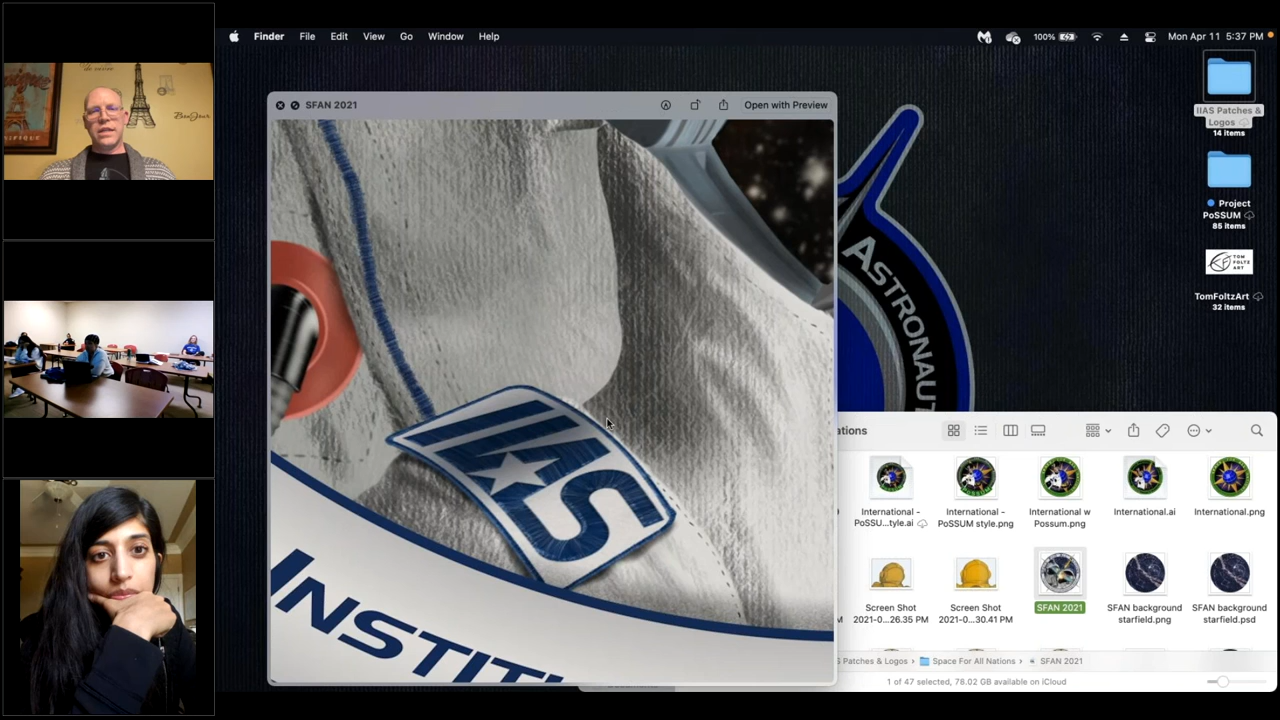 Finder File Edit View Go Window Help
100%
Mon Apr 11 5:37 PM
SFAN 2021
Open with Preview
IIAS
INSTIT
ASTRONAUT
IIAS Patches &
Logos
14 items
Project
PoSSUM
85 items
TOM
FOLTZ
ART
TomFoltzArt
32 items
ations
International -
PoSSU...tyle.ai
International -
PoSSUM style.png
International w
Possum.png
International.ai
International.png
Screen Shot
2021-0...26.35 PM
Screen Shot
2021-0...30.41 PM
SFAN 2021
SFAN background
starfield.png
SFAN background
starfield.psd
S Patches & Logos › Space For All Nations › SFAN 2021
1 of 47 selected, 78.02 GB available on iCloud
BonJour